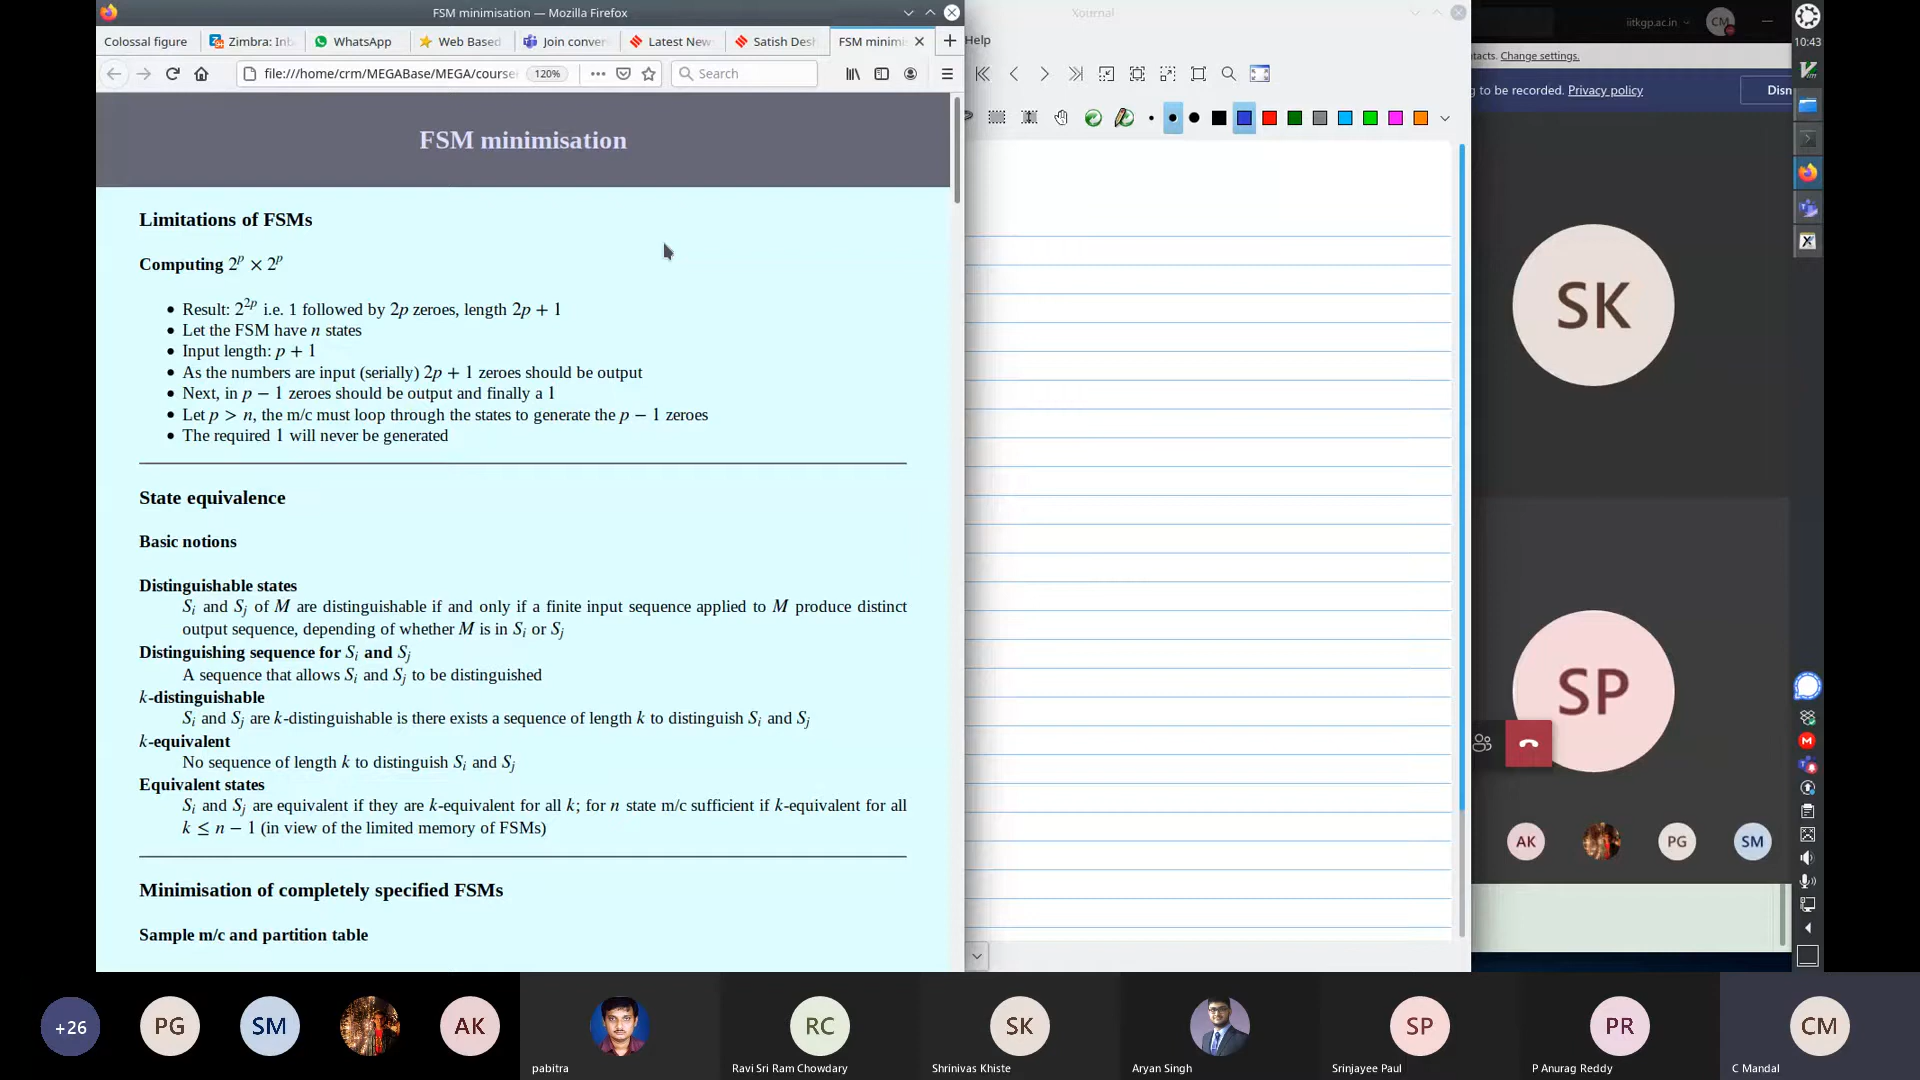 FSM minimisation — Mozilla Firefox
Colossal figure
Zimbra: Inb
WhatsApp
Web Based
Join conver
Latest New
Satish Desh
FSM minimi
file:///home/crm/MEGABase/MEGA/course
120%
Search
FSM minimisation
Limitations of FSMs
Computing 2^p × 2^p
• Result: 2^{2p} i.e. 1 followed by 2p zeroes, length 2p + 1
• Let the FSM have n states
• Input length: p + 1
• As the numbers are input (serially) 2p + 1 zeroes should be output
• Next, in p − 1 zeroes should be output and finally a 1
• Let p > n, the m/c must loop through the states to generate the p − 1 zeroes
• The required 1 will never be generated
State equivalence
Basic notions
Distinguishable states
S_i and S_j of M are distinguishable if and only if a finite input sequence applied to M produce distinct
output sequence, depending of whether M is in S_i or S_j
Distinguishing sequence for S_i and S_j
A sequence that allows S_i and S_j to be distinguished
k-distinguishable
S_i and S_j are k-distinguishable is there exists a sequence of length k to distinguish S_i and S_j
k-equivalent
No sequence of length k to distinguish S_i and S_j
Equivalent states
S_i and S_j are equivalent if they are k-equivalent for all k; for n state m/c sufficient if k-equivalent for all
k ≤ n − 1 (in view of the limited memory of FSMs)
Minimisation of completely specified FSMs
Sample m/c and partition table
Xournal
Help
iitkgp.ac.in
CM
10:43
tacts. Change settings.
g to be recorded. Privacy policy
Disn
SK
SP
AK
PG
SM
+26
PG
SM
AK
pabitra
RC
Ravi Sri Ram Chowdary
SK
Shrinivas Khiste
Aryan Singh
SP
Srinjayee Paul
PR
P Anurag Reddy
CM
C Mandal